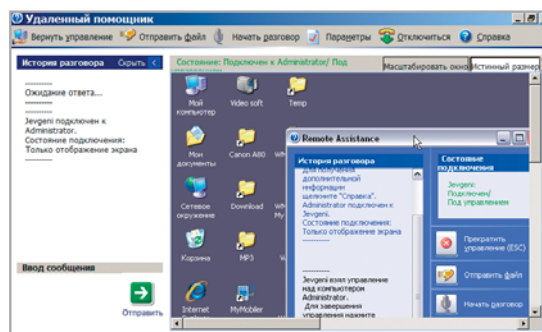 Удаленный помощник
Вернуть управление Отправить файл Начать разговор Параметры Отключиться Справка
История разговора Скрыть
Состояние: Подключен к Administrator/ Под
Масштабировать окно Истинный размер
------------
Ожидание ответа...
------------
Jevgeni подключен к
Administrator.
Состояние подключения:
Только отображение экрана
------------
Ввод сообщения
Отправить
Мой
компьютер
Video soft
Temp
Мои
документы
Canon A80
Сетевое
окружение
Download
My
Корзина
MP3
Internet
MyMobiler
Remote Assistance
История разговора
Для получения
дополнительной
информации
щелкните "Справка".
Administrator подключен к
Jevgeni.
Состояние подключения:
Только отображение экрана
------------
------------
Jevgeni взял управление
над компьютером
Administrator.
Для завершения
управления нажмите
Состояние
подключения
Jevgeni:
Подключен/
Под управлением
Прекратить
управление (ESC)
Отправить файл
Начать разговор